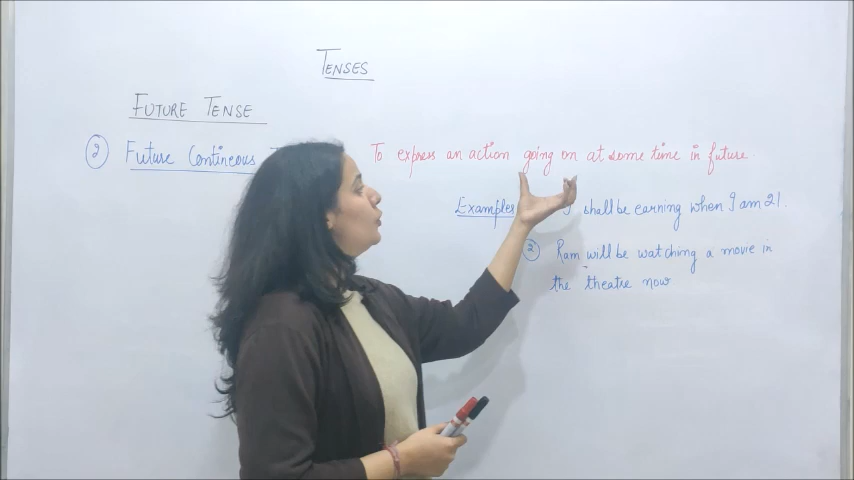 TENSES
FUTURE TENSE
2 Future Contineous
To express an action going on at some time in future
Examples
I shall be earning when I am 21.
2 Ram will be watching a movie in
the theatre now